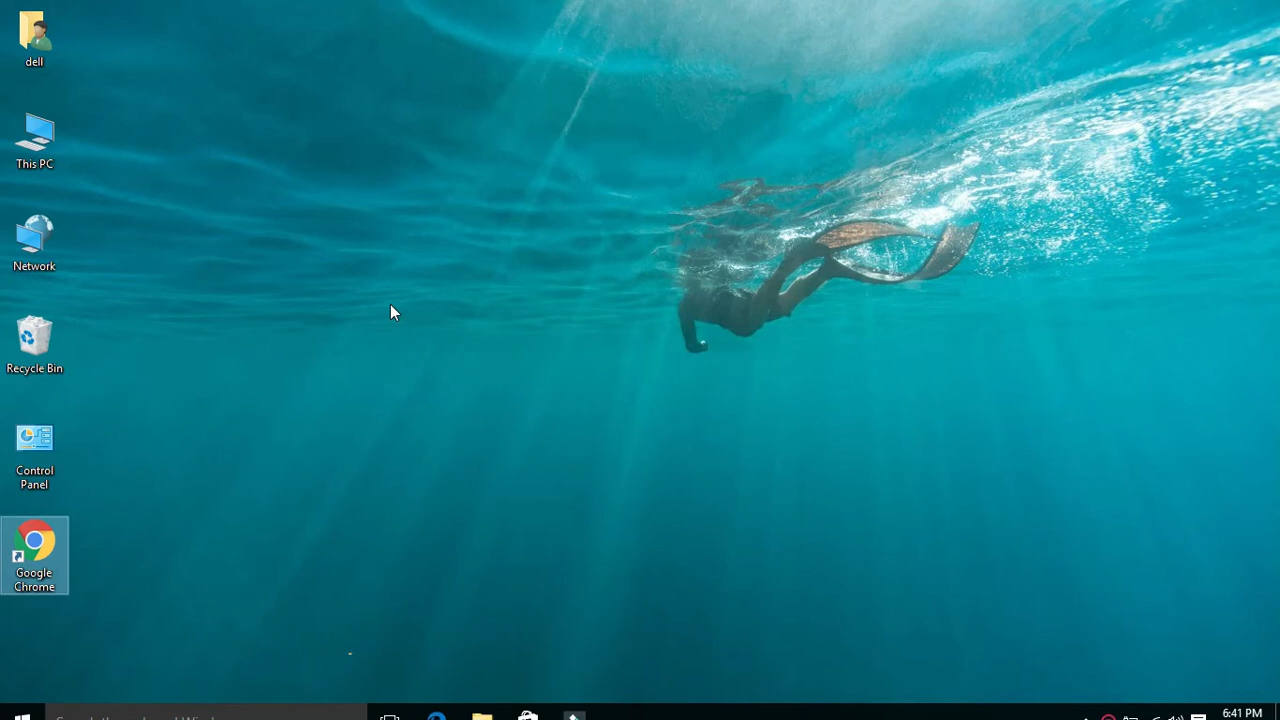 dell
This PC
Network
Recycle Bin
Control
Panel
Google
Chrome
6:41 PM